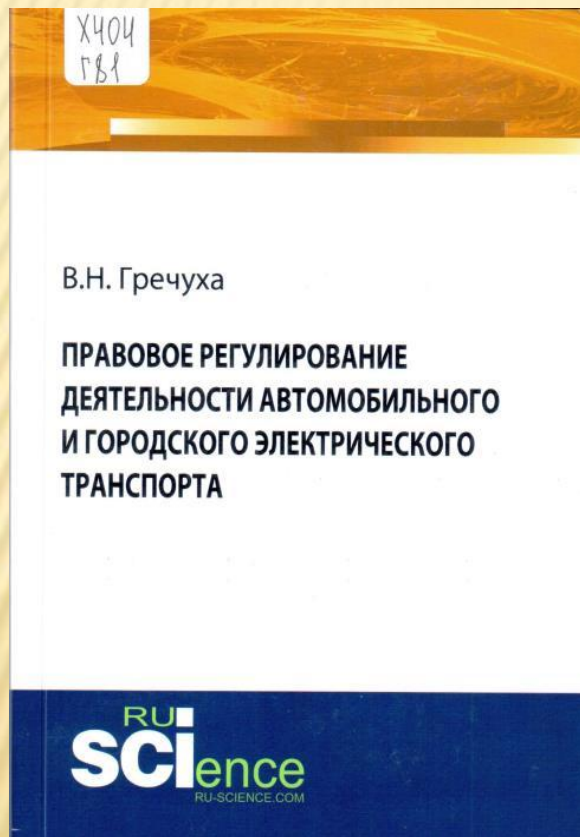 Х404
Г81
В.Н. Гречуха
ПРАВОВОЕ РЕГУЛИРОВАНИЕ
ДЕЯТЕЛЬНОСТИ АВТОМОБИЛЬНОГО
И ГОРОДСКОГО ЭЛЕКТРИЧЕСКОГО
ТРАНСПОРТА
RU
SCIence
RU-SCIENCE.COM